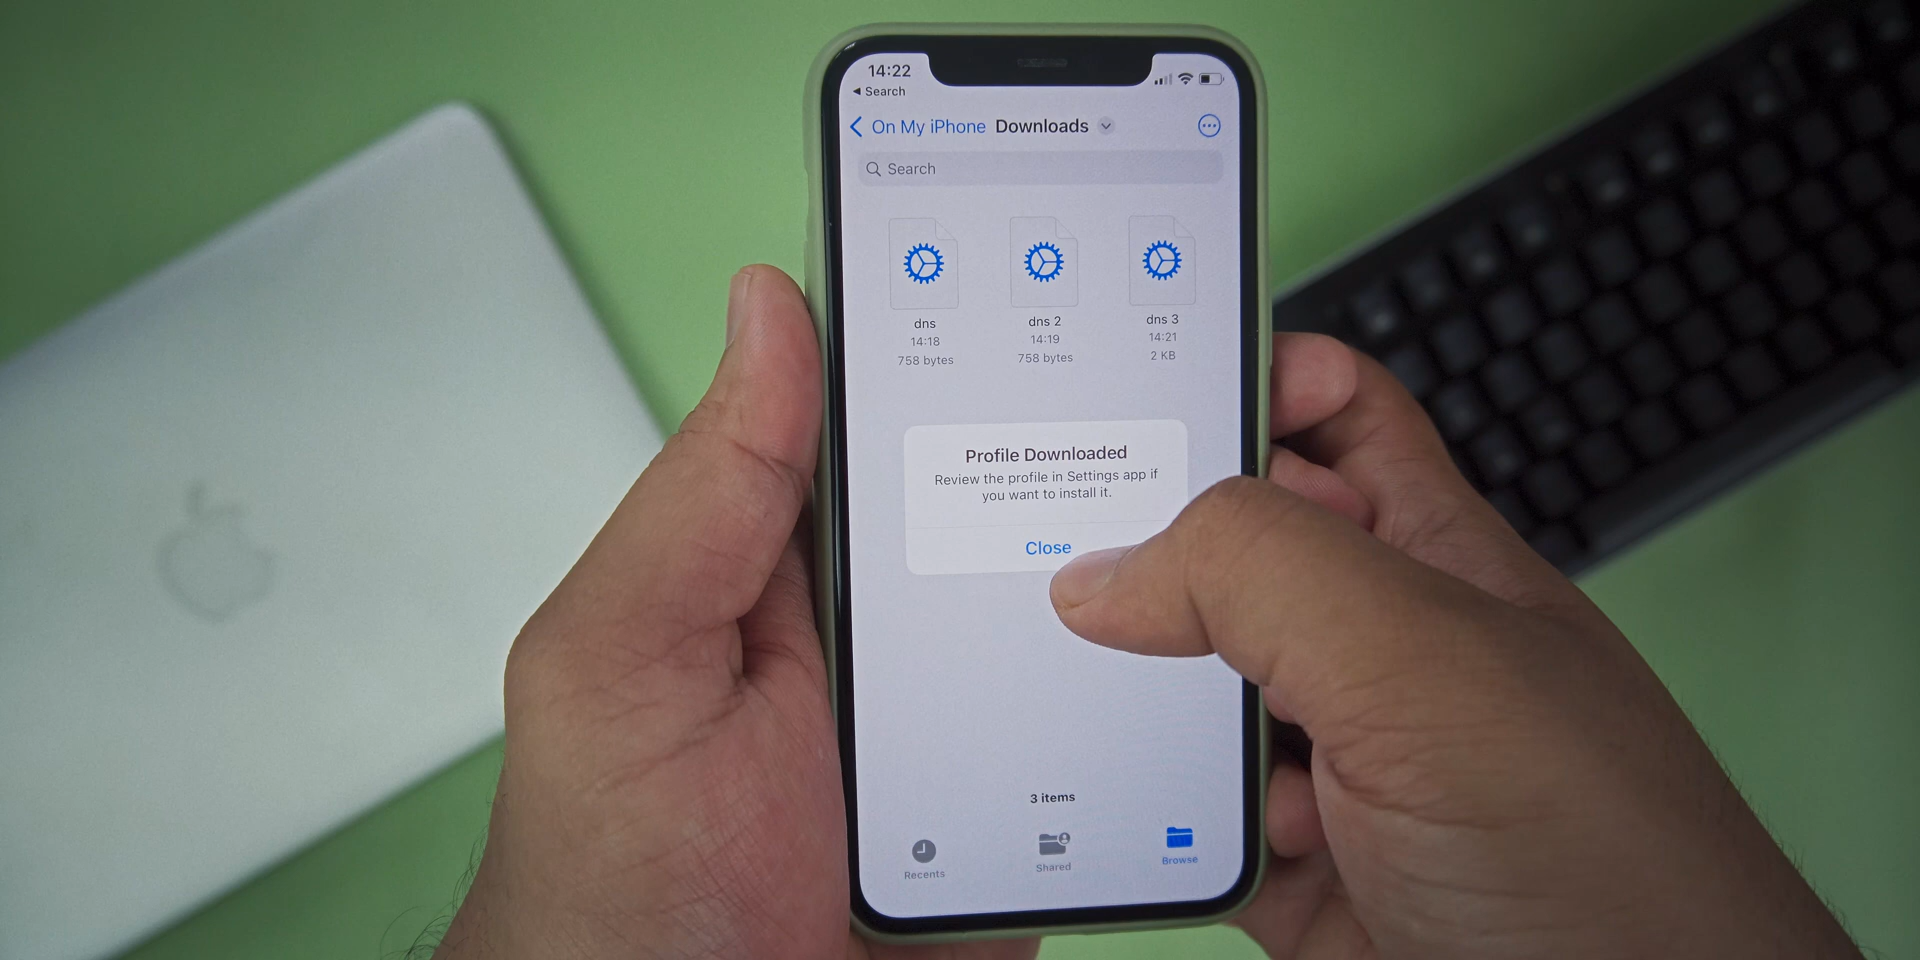 14:22
◀ Search
On My iPhone Downloads
Search
dns
14:18
758 bytes
dns 2
14:19
758 bytes
dns 3
14:21
2 KB
Profile Downloaded
Review the profile in Settings app if
you want to install it.
Close
3 items
Recents
Shared
Browse